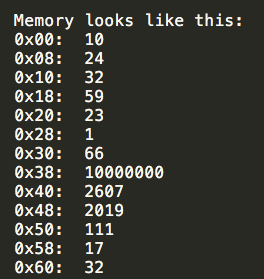 Memory looks like this:
0x00: 10
0x08: 24
0x10: 32
0x18: 59
0x20: 23
0x28: 1
0x30: 66
0x38: 10000000
0x40: 2607
0x48: 2019
0x50: 111
0x58: 17
0x60: 32